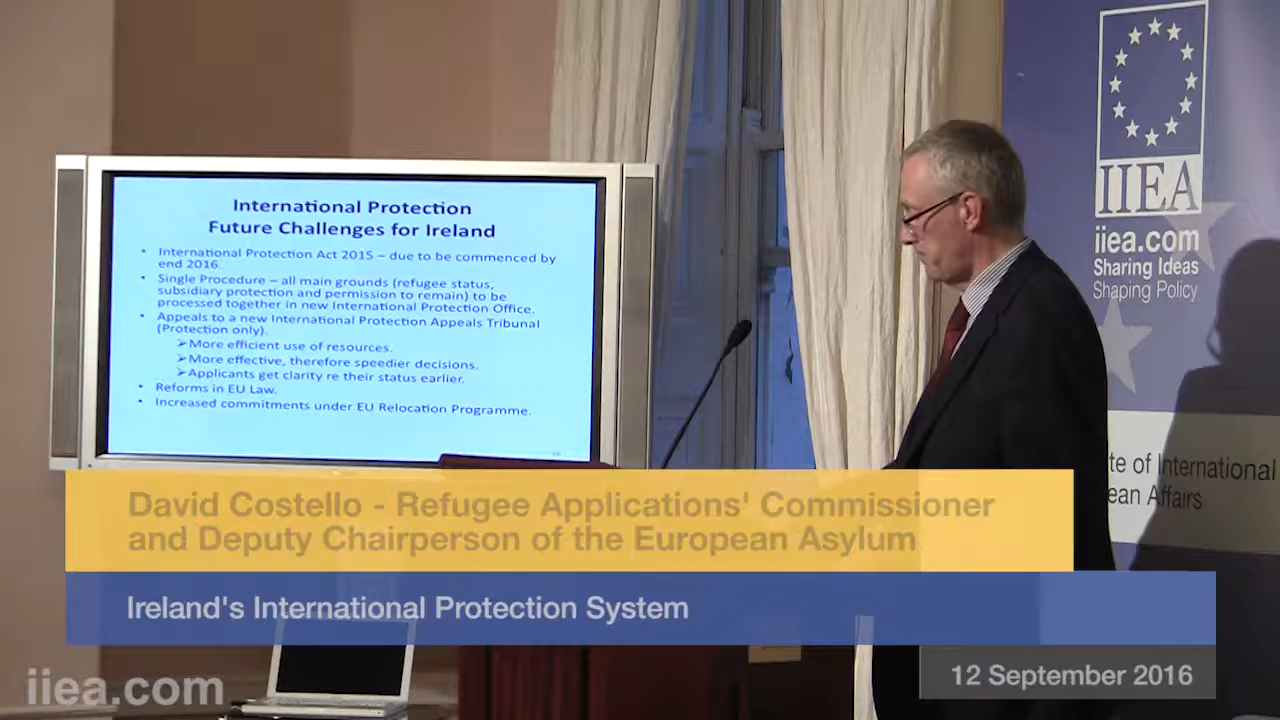 International Protection
Future Challenges for Ireland
• International Protection Act 2015 – due to be commenced by
end 2016.
• Single Procedure – all main grounds (refugee status,
subsidiary protection and permission to remain) to be
processed together in new International Protection Office.
• Appeals to a new International Protection Appeals Tribunal
(Protection only).
➢More efficient use of resources.
➢More effective, therefore speedier decisions.
➢Applicants get clarity re their status earlier.
• Reforms in EU Law.
• Increased commitments under EU Relocation Programme.
IIEA
iiea.com
Sharing Ideas
Shaping Policy
te of International
ean Affairs
David Costello - Refugee Applications' Commissioner
and Deputy Chairperson of the European Asylum
Ireland's International Protection System
12 September 2016
iiea.com